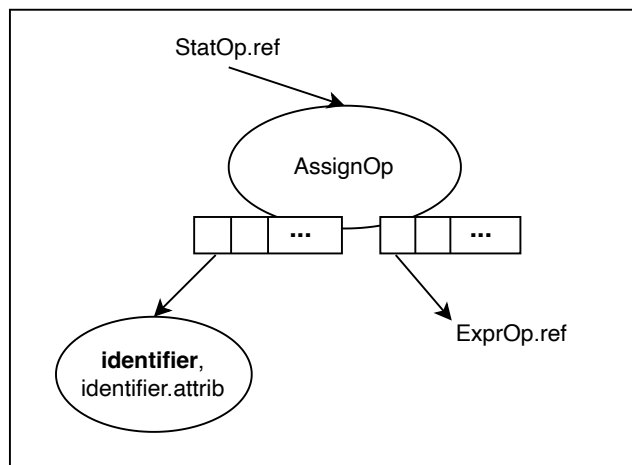 StatOp.ref
AssignOp
... ...
ExprOp.ref
identifier,
identifier.attrib